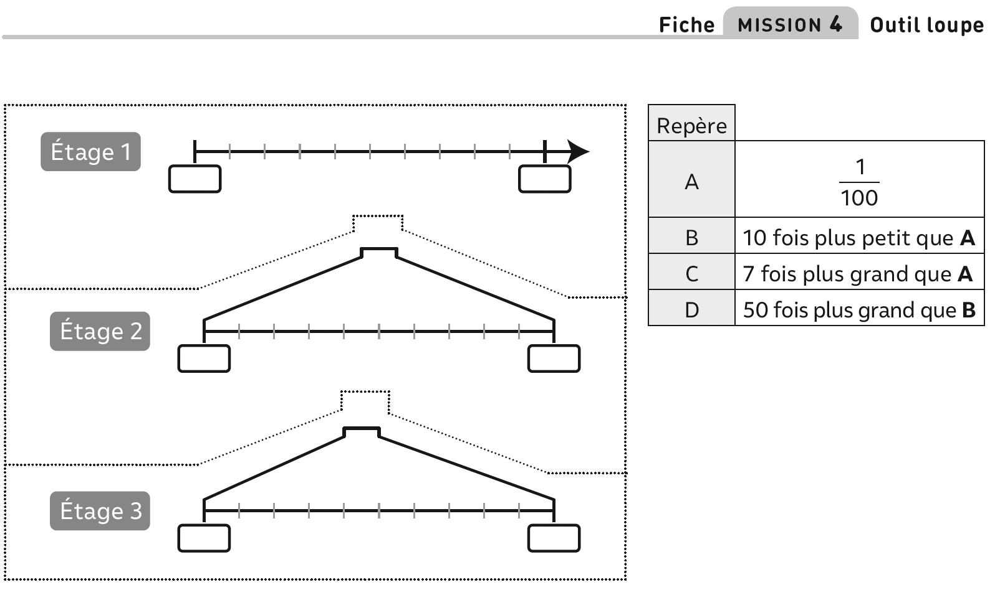 Fiche MISSION 4 Outil loupe
Étage 1
Étage 2
Étage 3
Repère
A 1
100
B 10 fois plus petit que A
C 7 fois plus grand que A
D 50 fois plus grand que B